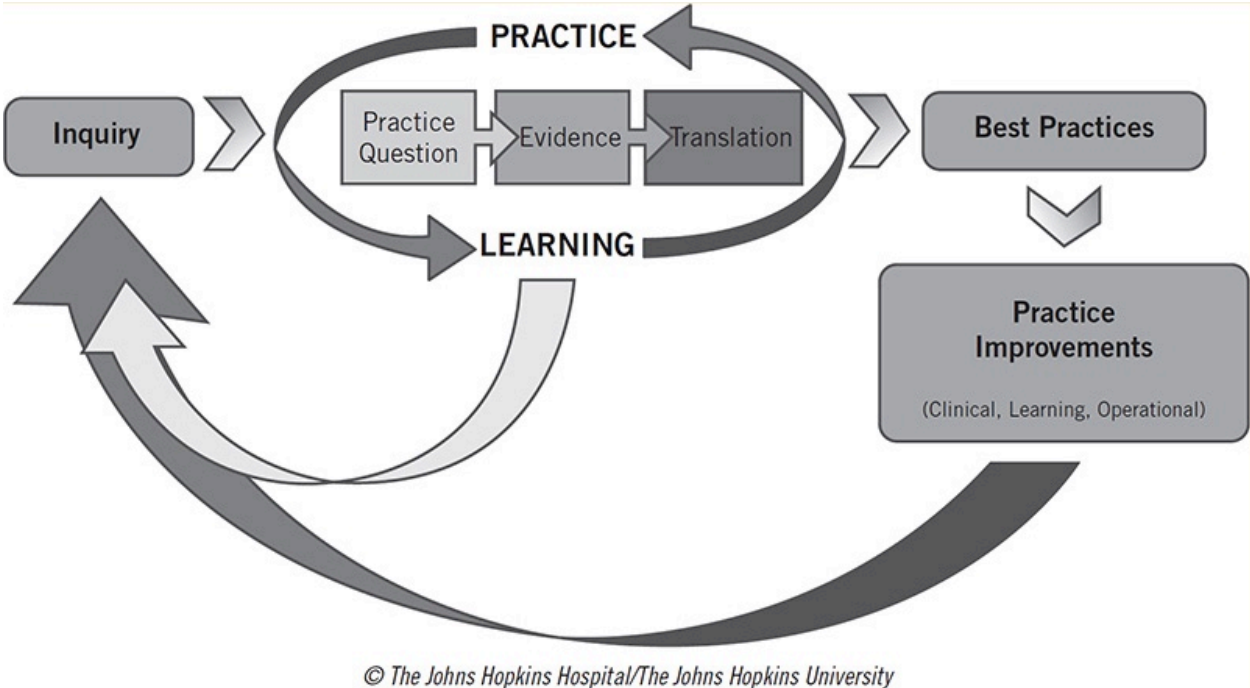 PRACTICE
Inquiry
Practice
Question
Evidence
Translation
Best Practices
LEARNING
Practice
Improvements
(Clinical, Learning, Operational)
© The Johns Hopkins Hospital/The Johns Hopkins University